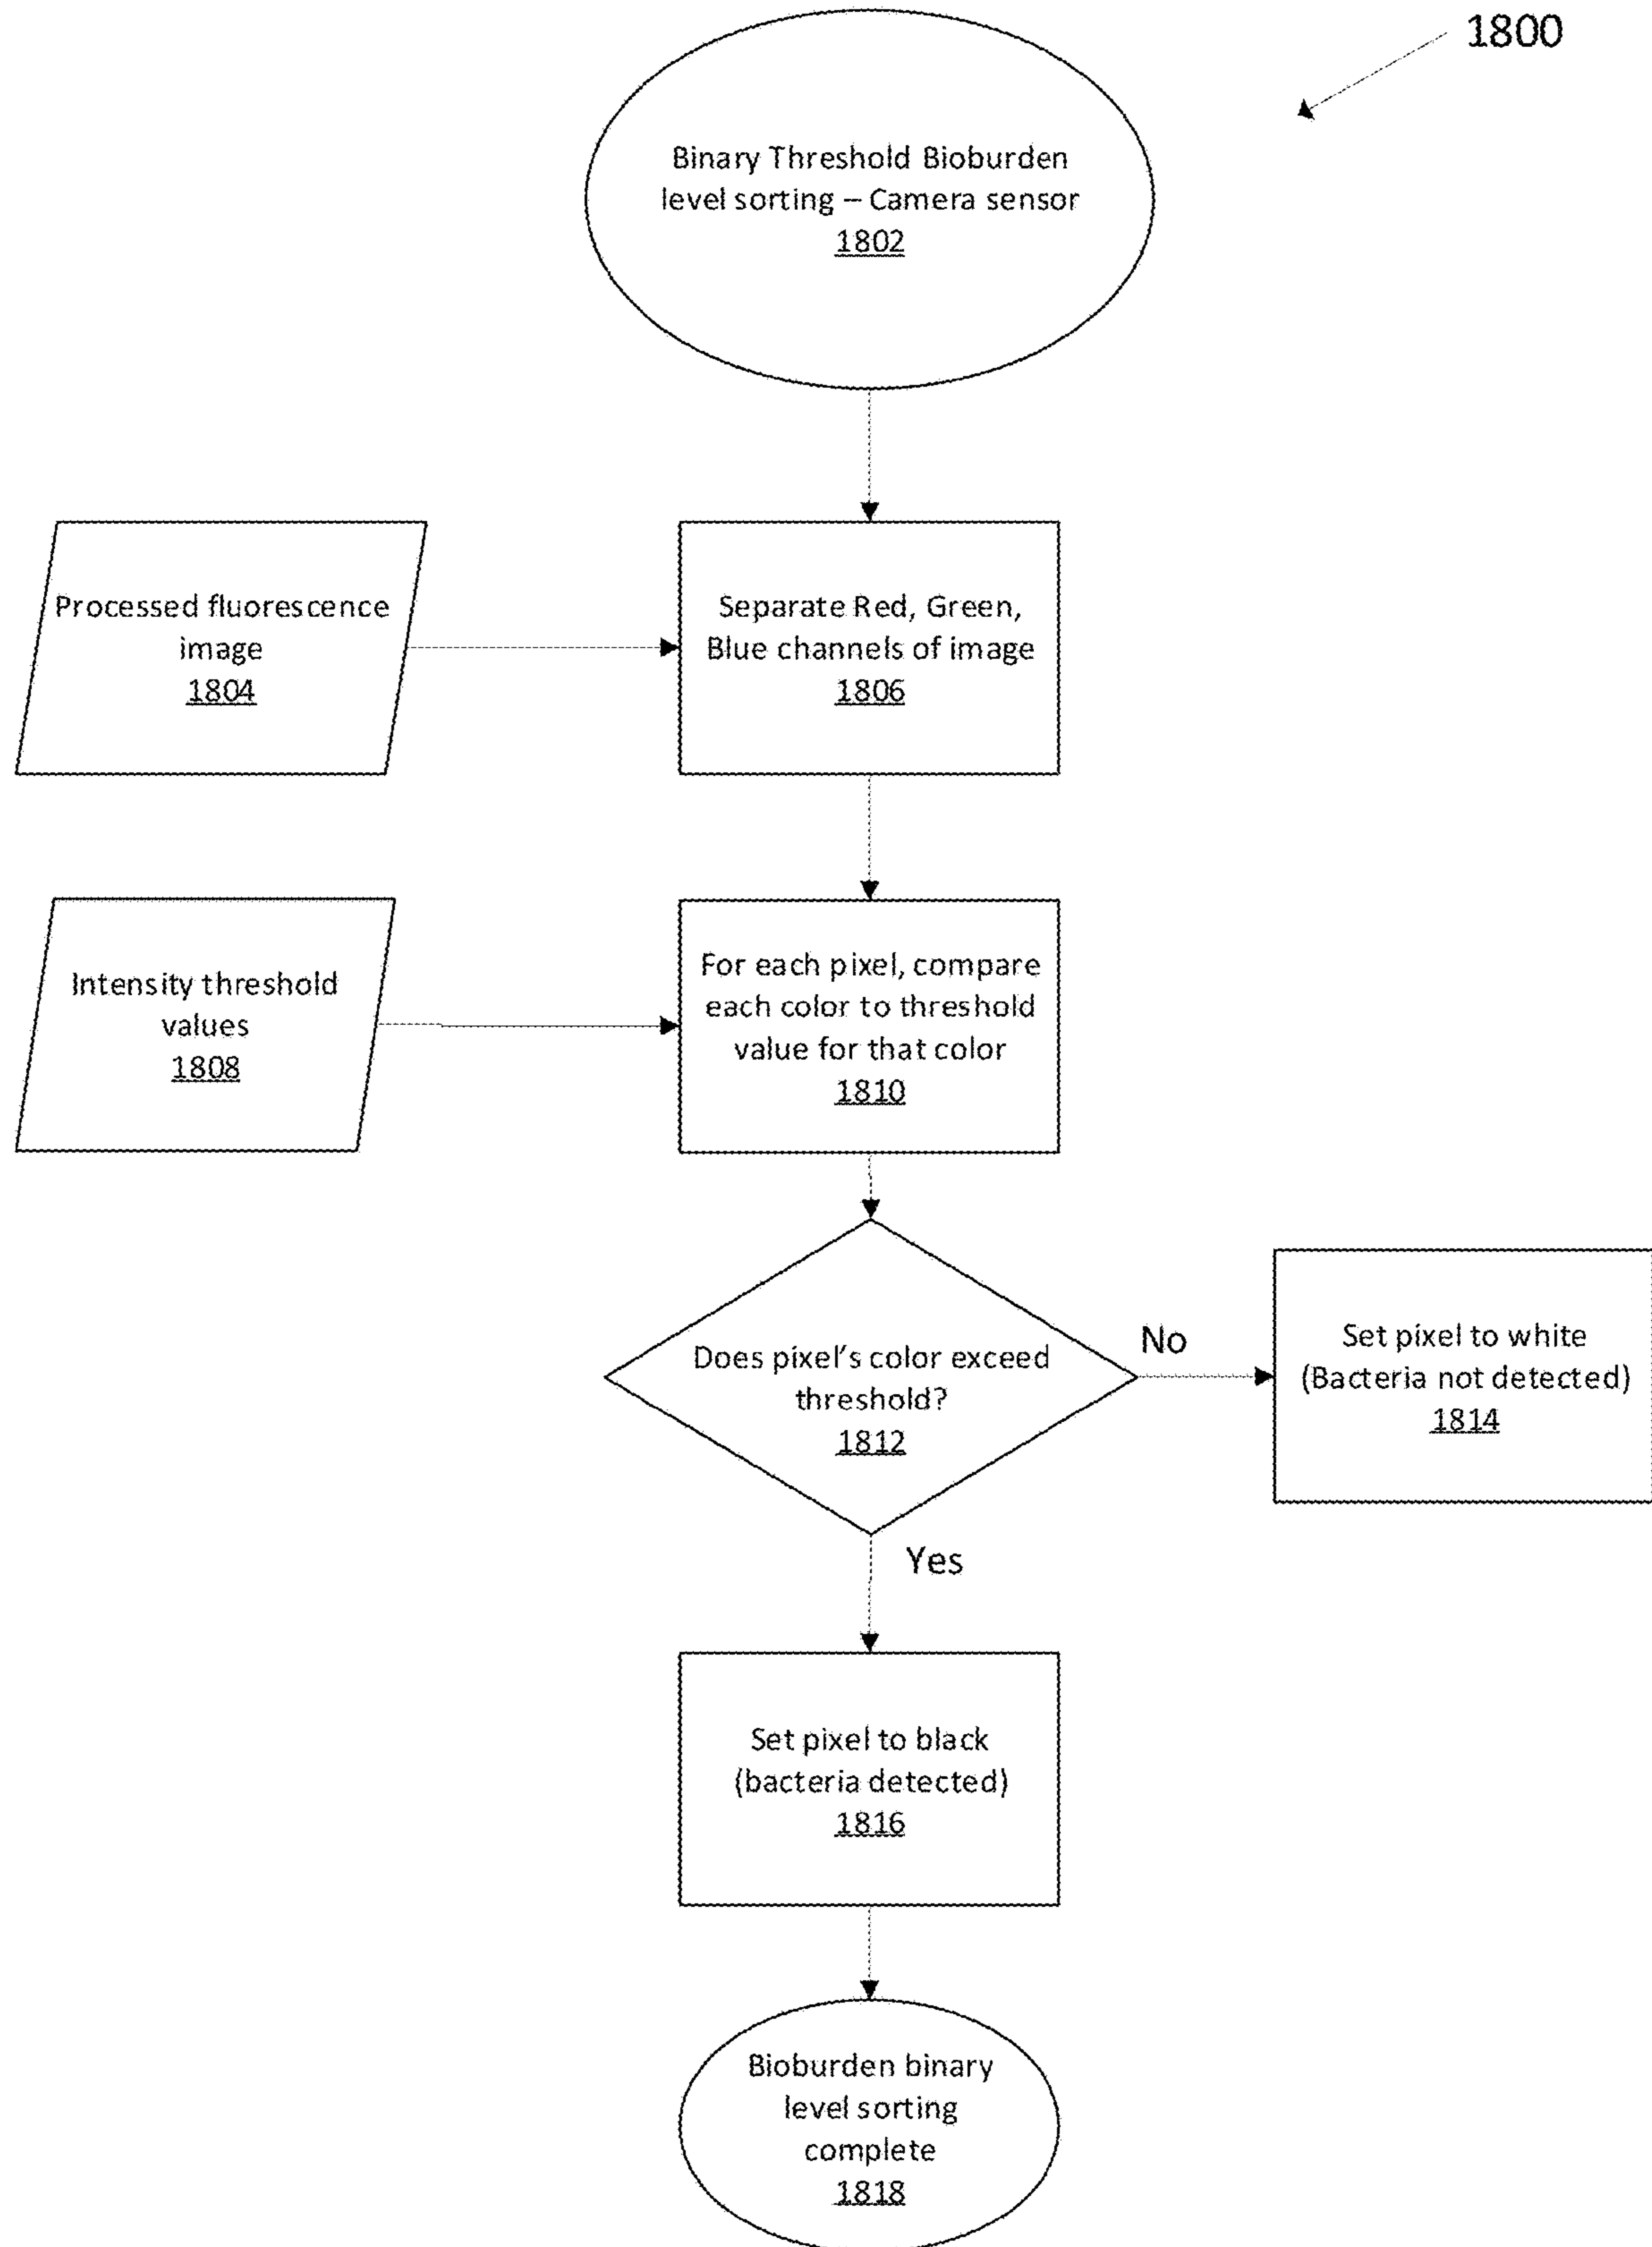 1800
Binary Threshold Bioburden
level sorting – Camera sensor
1802
Processed fluorescence
image
1804
Separate Red, Green,
Blue channels of image
1806
Intensity threshold
values
1808
For each pixel, compare
each color to threshold
value for that color
1810
Does pixel's color exceed
threshold?
1812
No
Set pixel to white
(Bacteria not detected)
1814
Yes
Set pixel to black
(bacteria detected)
1816
Bioburden binary
level sorting
complete
1818